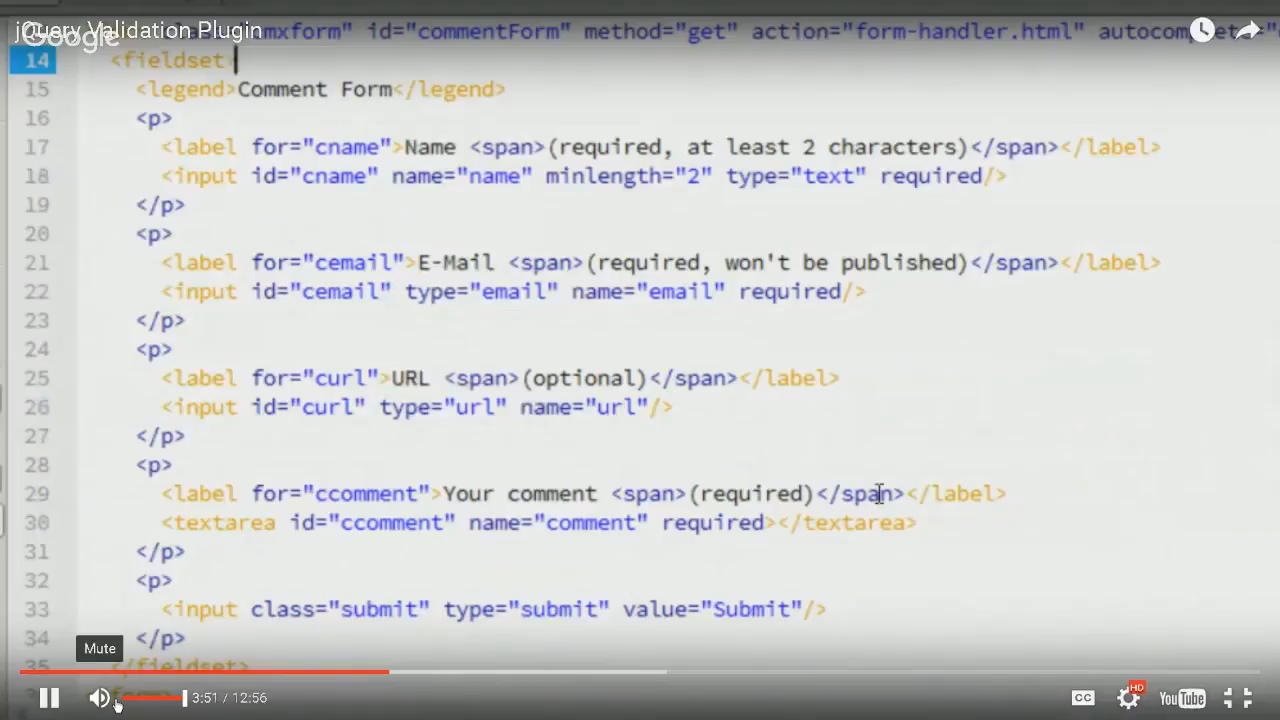 jQuery Validation Plugin
Google
mxform" id="commentForm" method="get" action="form-handler.html"
14 <fieldset>
15 <legend>Comment Form</legend>
16 <p>
17 <label for="cname">Name <span>(required, at least 2 characters)</span></label>
18 <input id="cname" name="name" minlength="2" type="text" required/>
19 </p>
20 <p>
21 <label for="cemail">E-Mail <span>(required, won't be published)</span></label>
22 <input id="cemail" type="email" name="email" required/>
23 </p>
24 <p>
25 <label for="curl">URL <span>(optional)</span></label>
26 <input id="curl" type="url" name="url"/>
27 </p>
28 <p>
29 <label for="ccomment">Your comment <span>(required)</span></label>
30 <textarea id="ccomment" name="comment" required></textarea>
31 </p>
32 <p>
33 <input class="submit" type="submit" value="Submit"/>
34 </p>
35 </fieldset>
Mute
3:51 / 12:56
CC
HD
YouTube